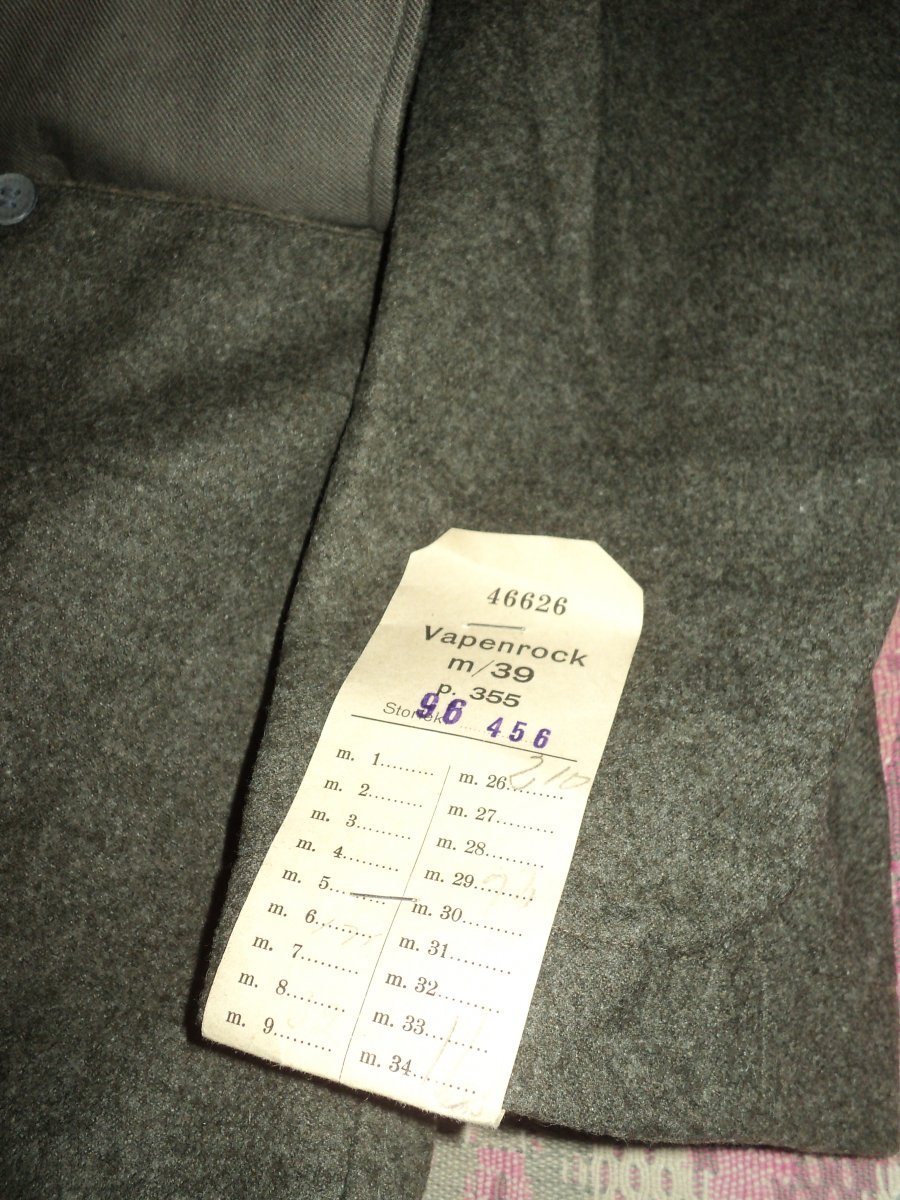 46626
Vapenrock
m/39
p. 355
96 456
m. 1.........
m. 2.........
m. 3.........
m. 4.........
m. 5.........
m. 6.........
m. 7.........
m. 8.........
m. 9.........
m. 26.........
m. 27.........
m. 28.........
m. 29.........
m. 30.........
m. 31.........
m. 32.........
m. 33.........
m. 34.........